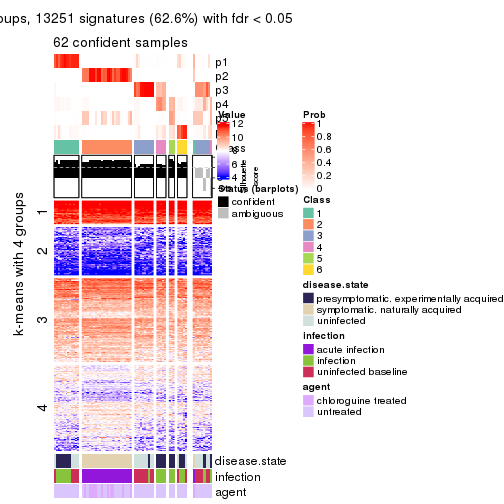 oups, 13251 signatures (62.6%) with fdr < 0.05
62 confident samples
p1
p2
p3
p4
Value
12
10
8
6
4
Prob
1
0.8
0.6
0.4
0.2
0
Silhouette
score
Status (barplots)
confident
ambiguous
Class
1
2
3
4
5
6
k-means with 4 groups
1
2
3
4
disease.state
presymptomatic. experimentally acquired
symptomatic. naturally acquired
uninfected
infection
acute infection
infection
uninfected baseline
agent
chloroguine treated
untreated
disease.state
infection
agent